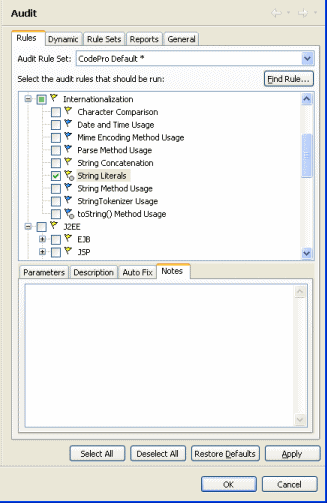 Audit
Rules Dynamic Rule Sets Reports General
Audit Rule Set: CodePro Default *
Select the audit rules that should be run: Find Rule...
Internationalization
Character Comparison
Date and Time Usage
Mime Encoding Method Usage
Parse Method Usage
String Concatenation
String Literals
String Method Usage
StringTokenizer Usage
toString() Method Usage
J2EE
EJB
JSP
Parameters Description Auto Fix Notes
Select All Deselect All Restore Defaults Apply
OK Cancel